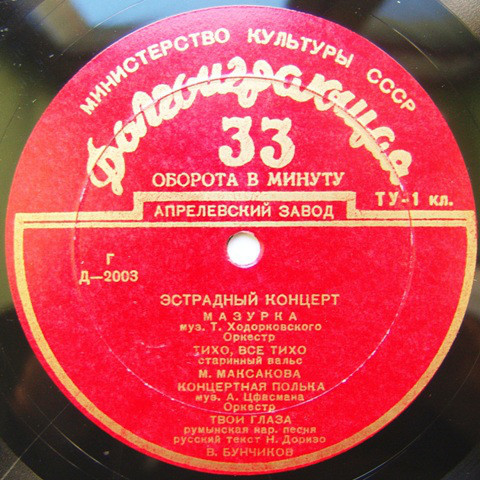 МИНИСТЕРСТВО КУЛЬТУРЫ СССР
Долгоиграющая
33
ОБОРОТА В МИНУТУ
ТУ-1 кл.
АПРЕЛЕВСКИЙ ЗАВОД
Г
Д—2003
ЭСТРАДНЫЙ КОНЦЕРТ
МАЗУРКА
муз. Т. Ходорковского
Оркестр
ТИХО, ВСЕ ТИХО
старинный вальс
М. МАКСАКОВА
КОНЦЕРТНАЯ ПОЛЬКА
муз. А. Цфасмана
Оркестр
ТВОИ ГЛАЗА
румынская нар. песня
русский текст Н. Доризо
В. БУНЧИКОВ